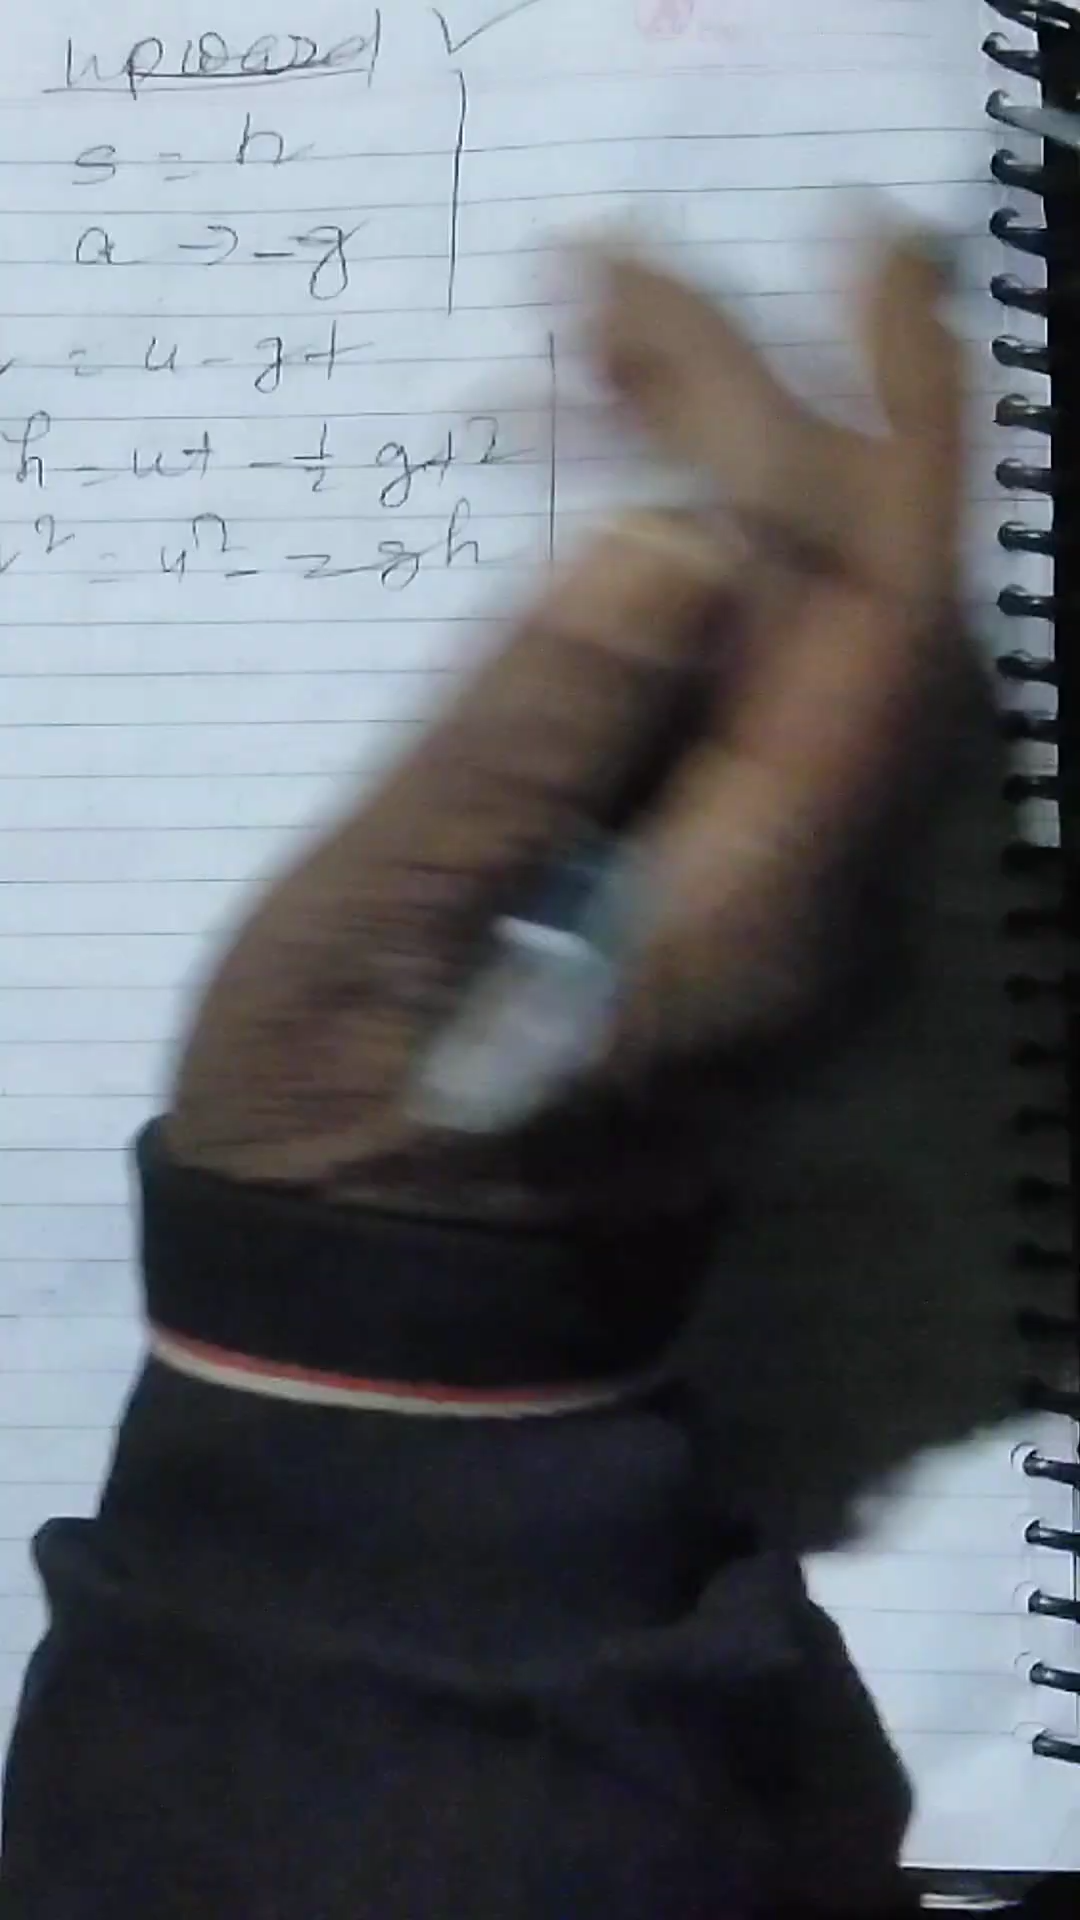 upward ✓
s = h
a → -g
= u - gt
h = ut - 1/2 gt2
2 = u2 - 2gh